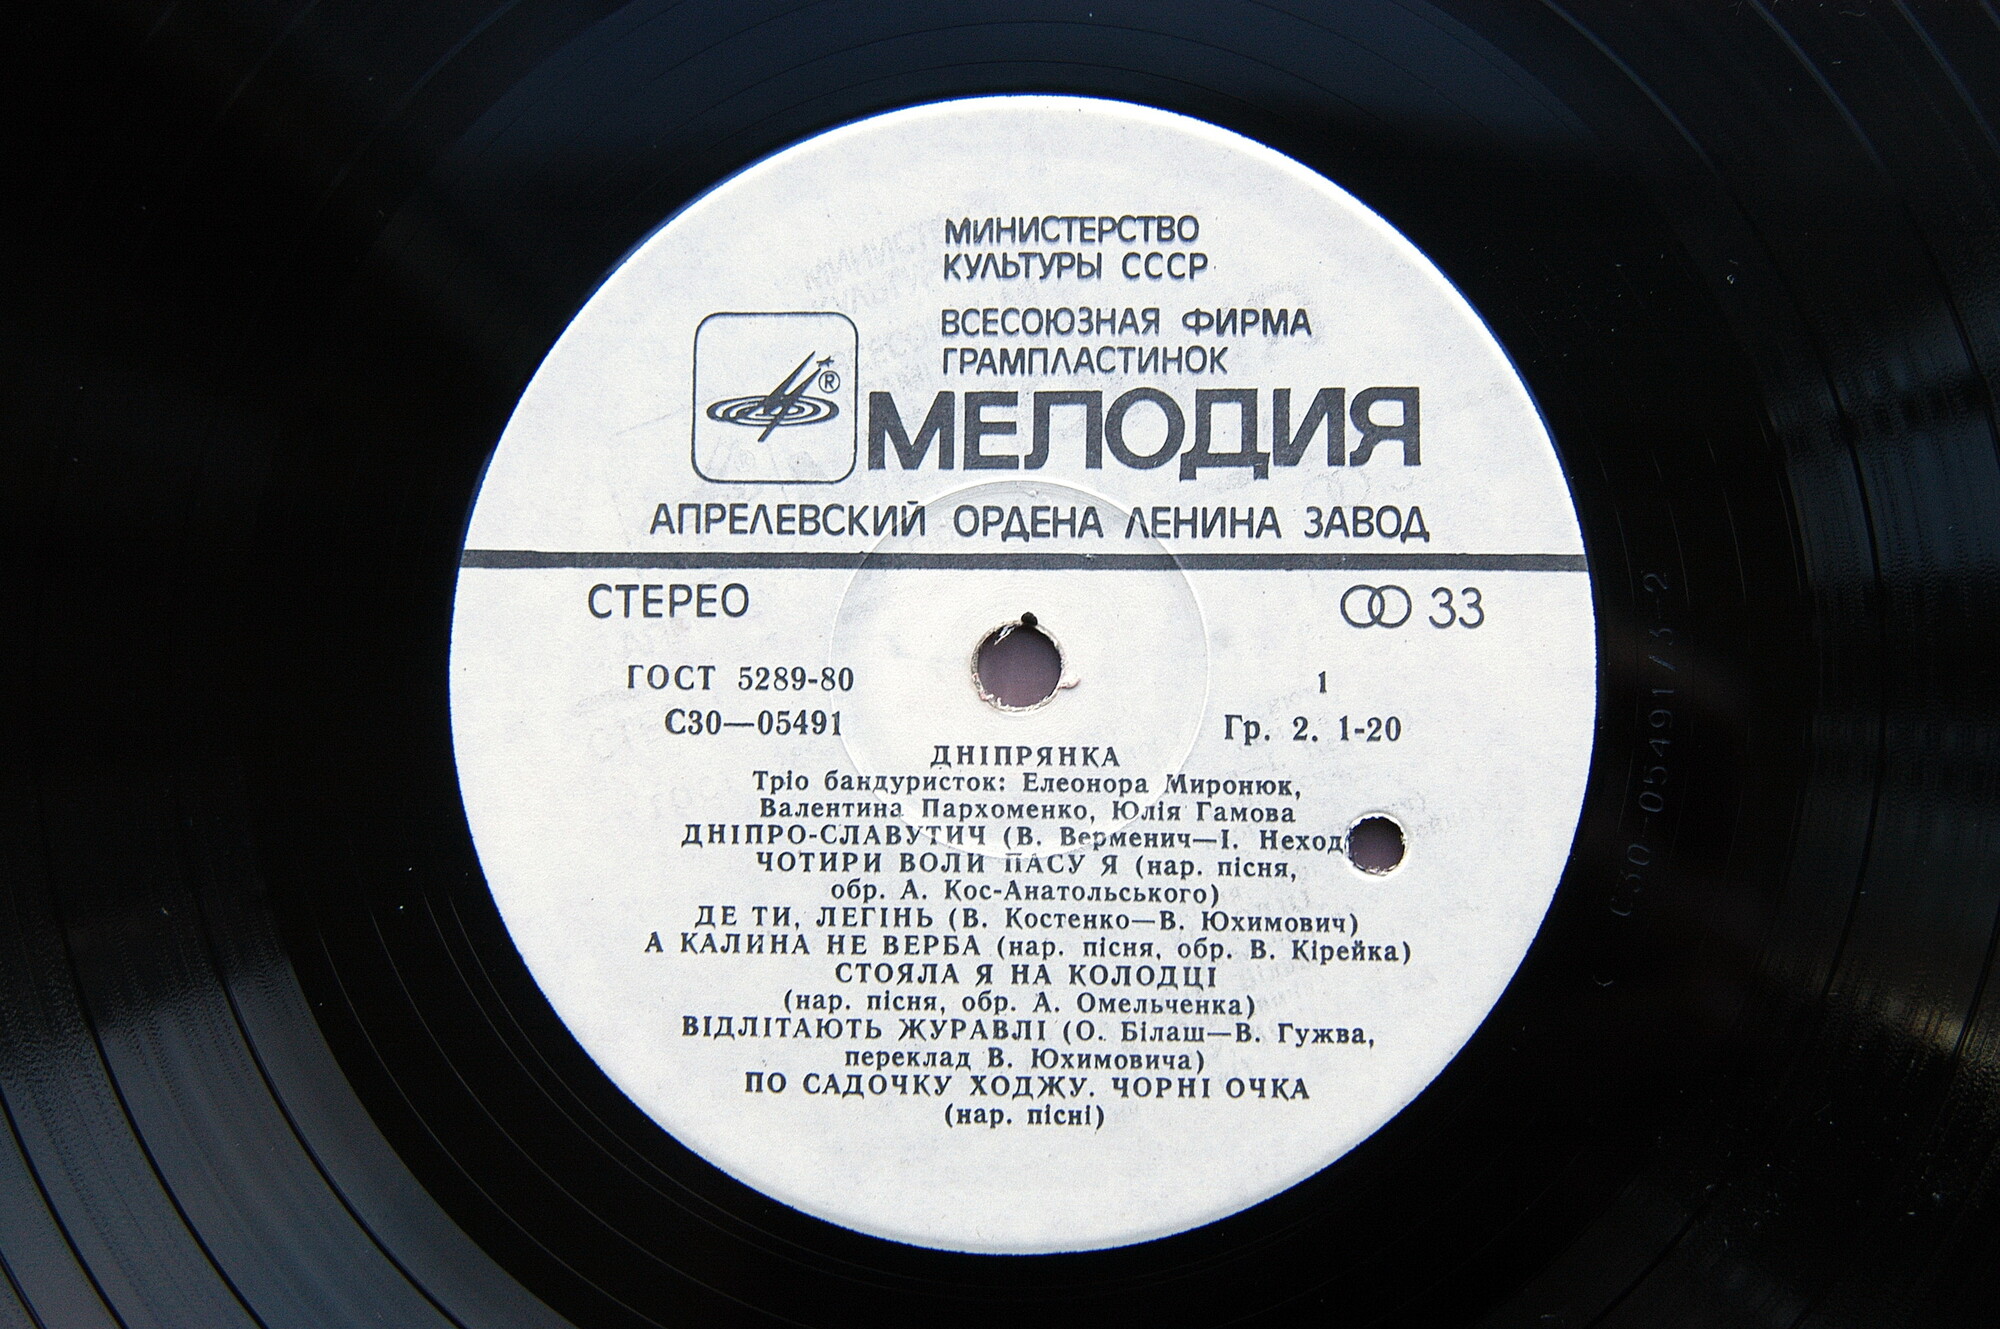 МИНИСТЕРСТВО
КУЛЬТУРЫ СССР
ВСЕСОЮЗНАЯ ФИРМА
ГРАМПЛАСТИНОК
®
МЕЛОДИЯ
АПРЕЛЕВСКИЙ ОРДЕНА ЛЕНИНА ЗАВОД
СТЕРЕО 33
ГОСТ 5289-80 1
С30—05491 Гр. 2. 1-20
ДНІПРЯНКА
Тріо бандуристок: Елеонора Миронюк,
Валентина Пархоменко, Юлія Гамова
ДНІПРО-СЛАВУТИЧ (В. Верменич—І. Неход
ЧОТИРИ ВОЛИ ПАСУ Я (нар. пісня,
обр. А. Кос-Анатольського)
ДЕ ТИ, ЛЕГІНЬ (В. Костенко—В. Юхимович)
А КАЛИНА НЕ ВЕРБА (нар. пісня, обр. В. Кірейка)
СТОЯЛА Я НА КОЛОДЦІ
(нар. пісня, обр. А. Омельченка)
ВІДЛІТАЮТЬ ЖУРАВЛІ (О. Білаш—В. Гужва,
переклад В. Юхимовича)
ПО САДОЧКУ ХОДЖУ. ЧОРНІ ОЧКА
(нар. пісні)
С30-05491/3-2